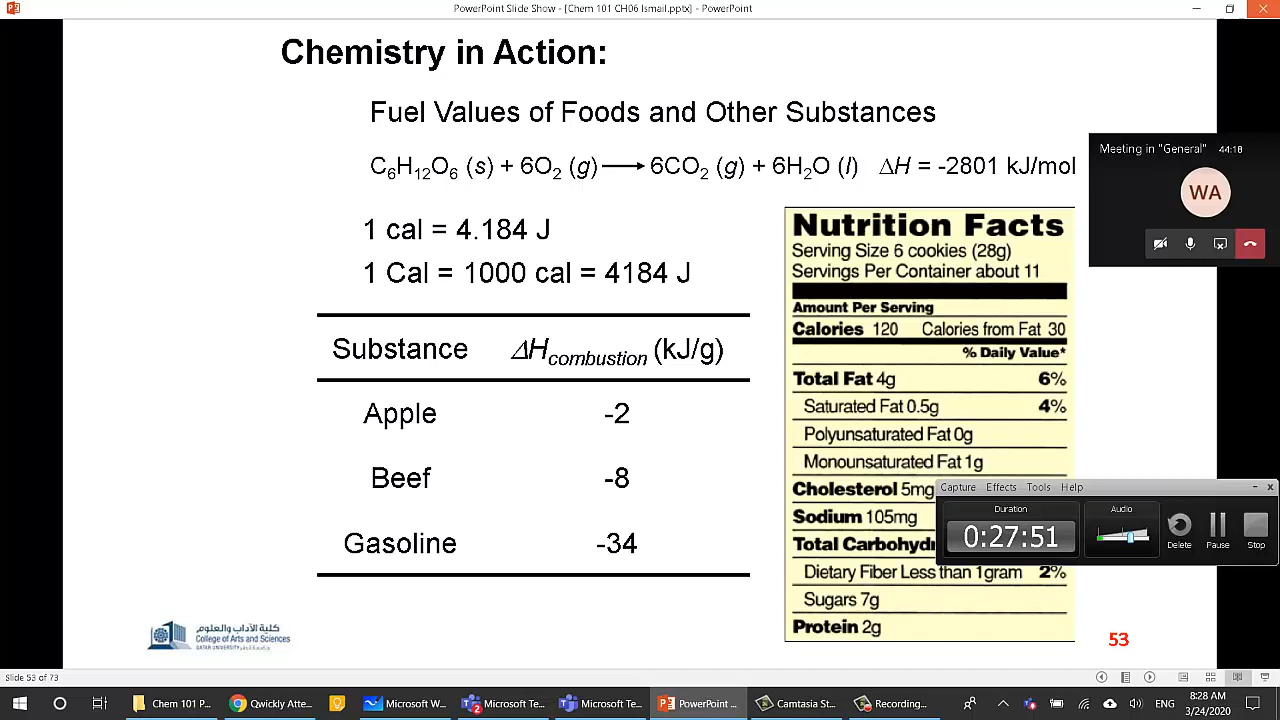 PowerPoint Slide Show - [Chem 101 CH06 Ismail.pptx] - PowerPoint
Chemistry in Action:
Fuel Values of Foods and Other Substances
C₆H₁₂O₆ (s) + 6O₂ (g) ⟶ 6CO₂ (g) + 6H₂O (l) ΔH = -2801 kJ/mol
1 cal = 4.184 J
1 Cal = 1000 cal = 4184 J
Substance ΔHcombustion (kJ/g)
Apple -2
Beef -8
Gasoline -34
Nutrition Facts
Serving Size 6 cookies (28g)
Servings Per Container about 11
Amount Per Serving
Calories 120 Calories from Fat 30
% Daily Value*
Total Fat 4g 6%
Saturated Fat 0.5g 4%
Polyunsaturated Fat 0g
Monounsaturated Fat 1g
Cholesterol 5mg
Sodium 105mg
Total Carbohydr
Dietary Fiber Less than 1gram 2%
Sugars 7g
Protein 2g
Meeting in "General" 44:18
WA
Capture Effects Tools Help
Duration Audio
0:27:51
Delete Pause Stop
كلية الآداب والعلوم
College of Arts and Sciences
53
Slide 53 of 73
Chem 101 P...
Qwickly Atte...
Microsoft W...
Microsoft Te...
Microsoft Te...
PowerPoint ...
Camtasia St...
Recording...
ENG
8:28 AM
3/24/2020